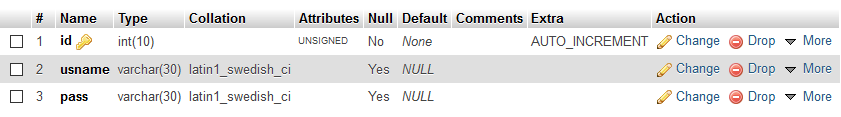 # Name Type Collation Attributes Null Default Comments Extra Action
1 id int(10) UNSIGNED No None AUTO_INCREMENT Change Drop More
2 usname varchar(30) latin1_swedish_ci Yes NULL Change Drop More
3 pass varchar(30) latin1_swedish_ci Yes NULL Change Drop More